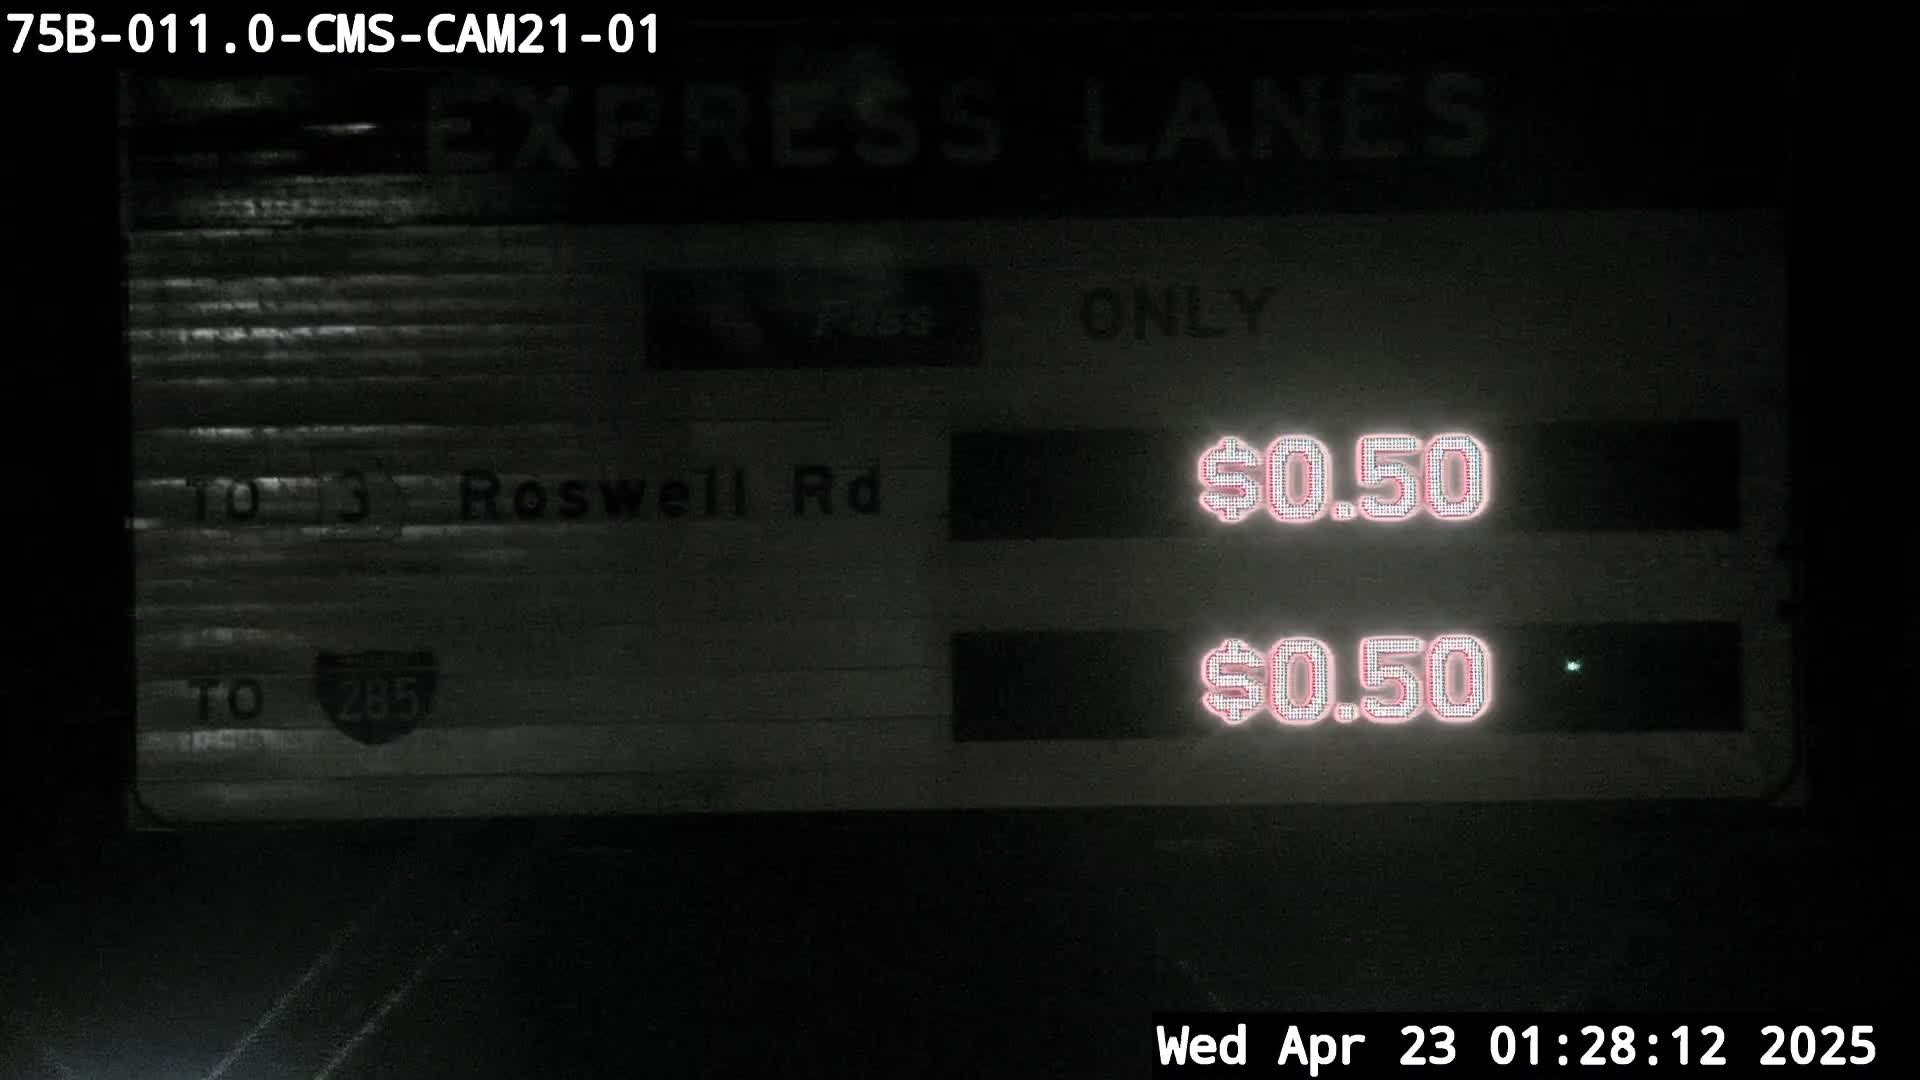 75B-011.0-CMS-CAM21-01
EXPRESS LANES
PASS ONLY
TO 3 Roswell Rd $0.50
TO 285 $0.50
Wed Apr 23 01:28:12 2025